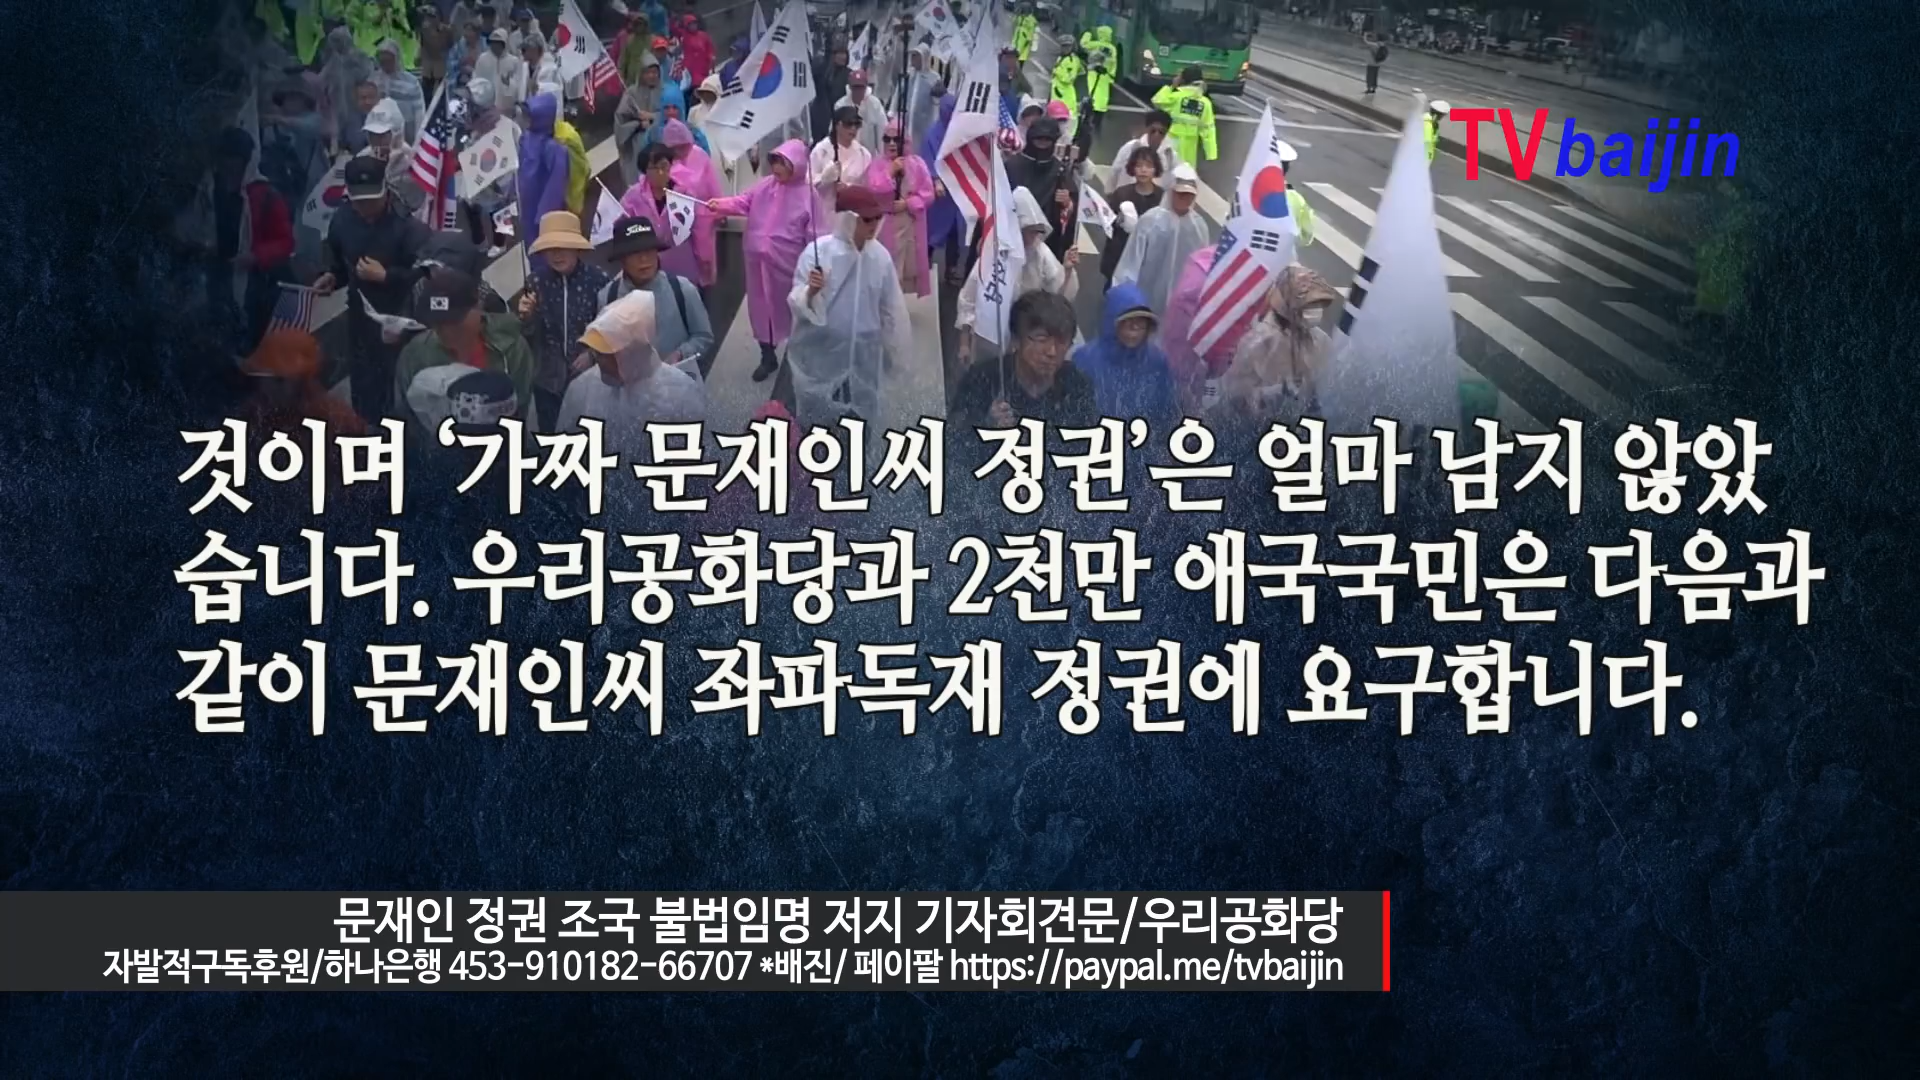 TV baijin
것이며 ‘가짜 문재인씨 정권’은 얼마 남지 않았
습니다. 우리공화당과 2천만 애국국민은 다음과
같이 문재인씨 좌파독재 정권에 요구합니다.
문재인 정권 조국 불법임명 저지 기자회견문/우리공화당
자발적구독후원/하나은행 453-910182-66707 *배진/ 페이팔 https://paypal.me/tvbaijin